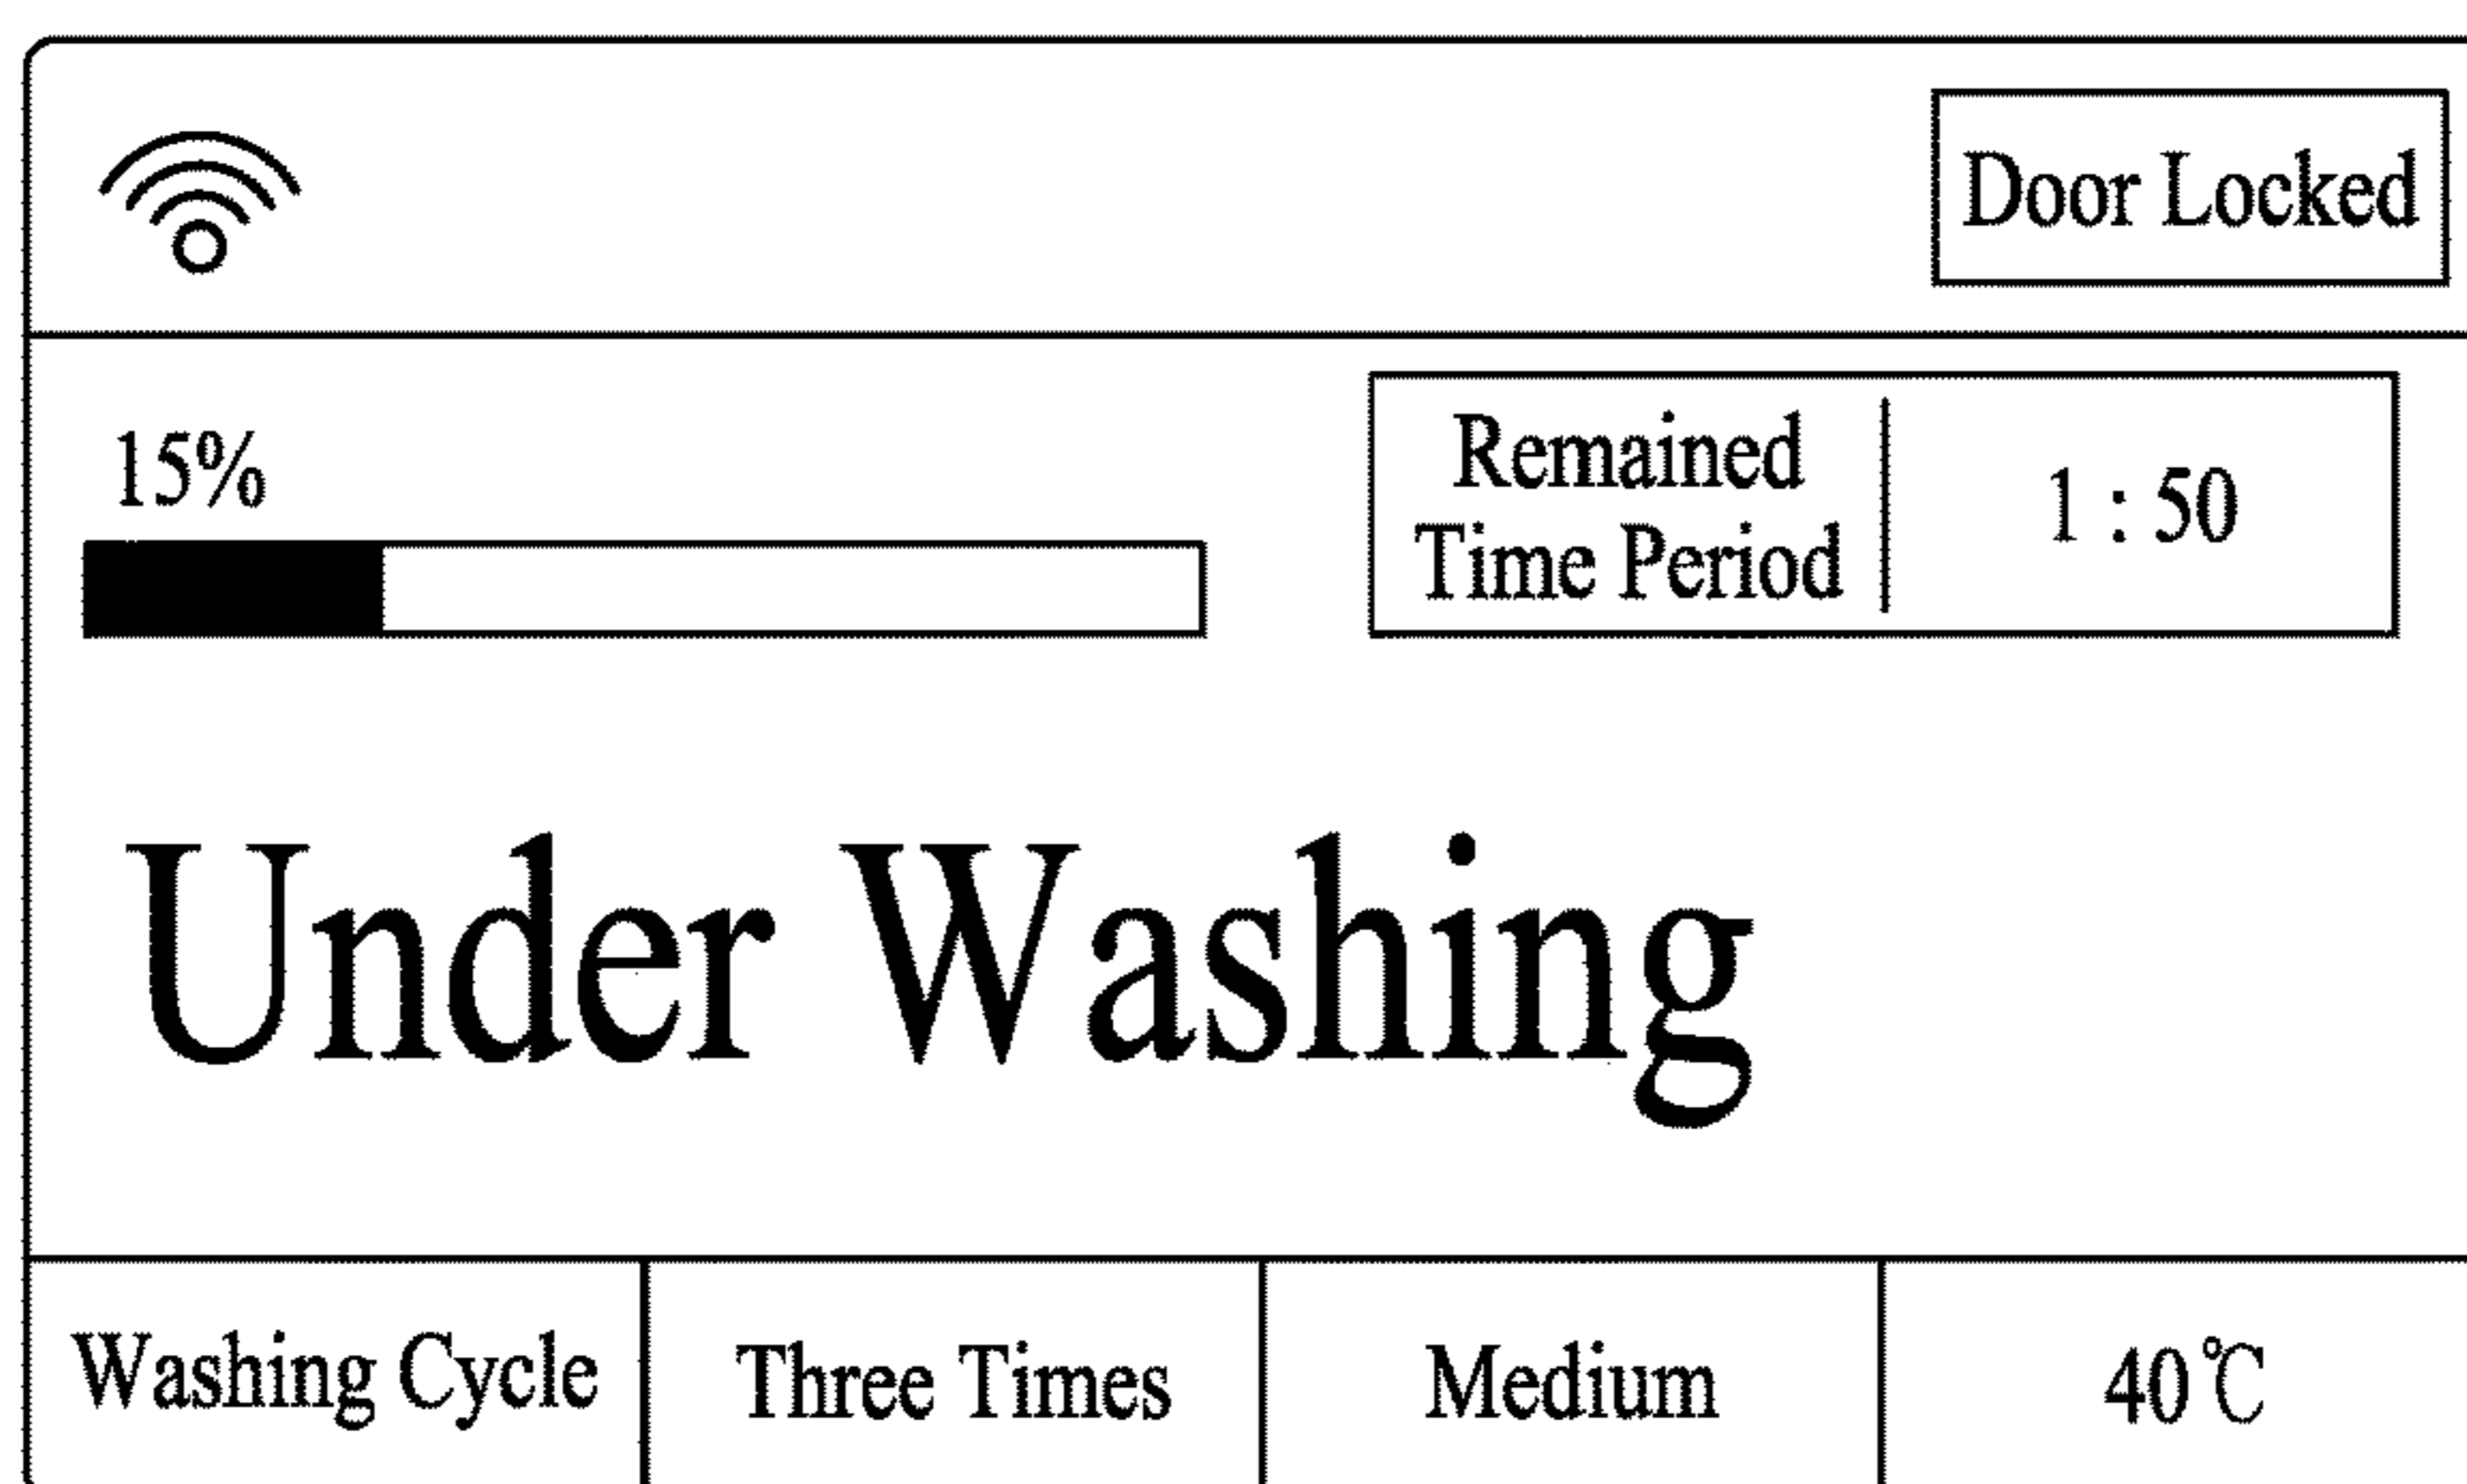 Door Locked
15%
Remained
Time Period
1 : 50
Under Washing
Washing Cycle
Three Times
Medium
40℃